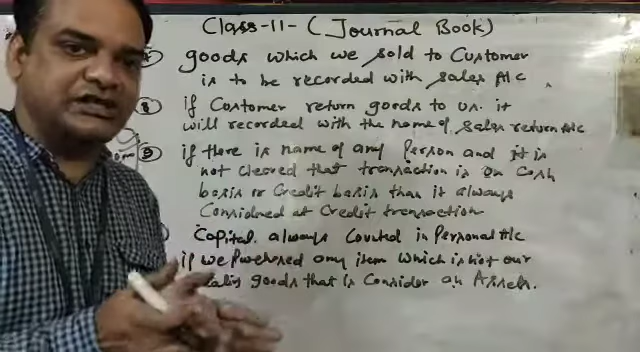 Class-11- (Journal Book)
goods which we sold to Customer
is to be recorded with sales A/c
8 if Customer return goods to us. it
will recorded with the name of sales return A/c
9 if there is name of any Person and it is
not cleared that transaction is on Cash
basis or Credit basis than it always
Considered at Credit transaction
Capital always Counted in Personal A/c
if we Purchased any item which is not our
goods that is Consider an Assets.